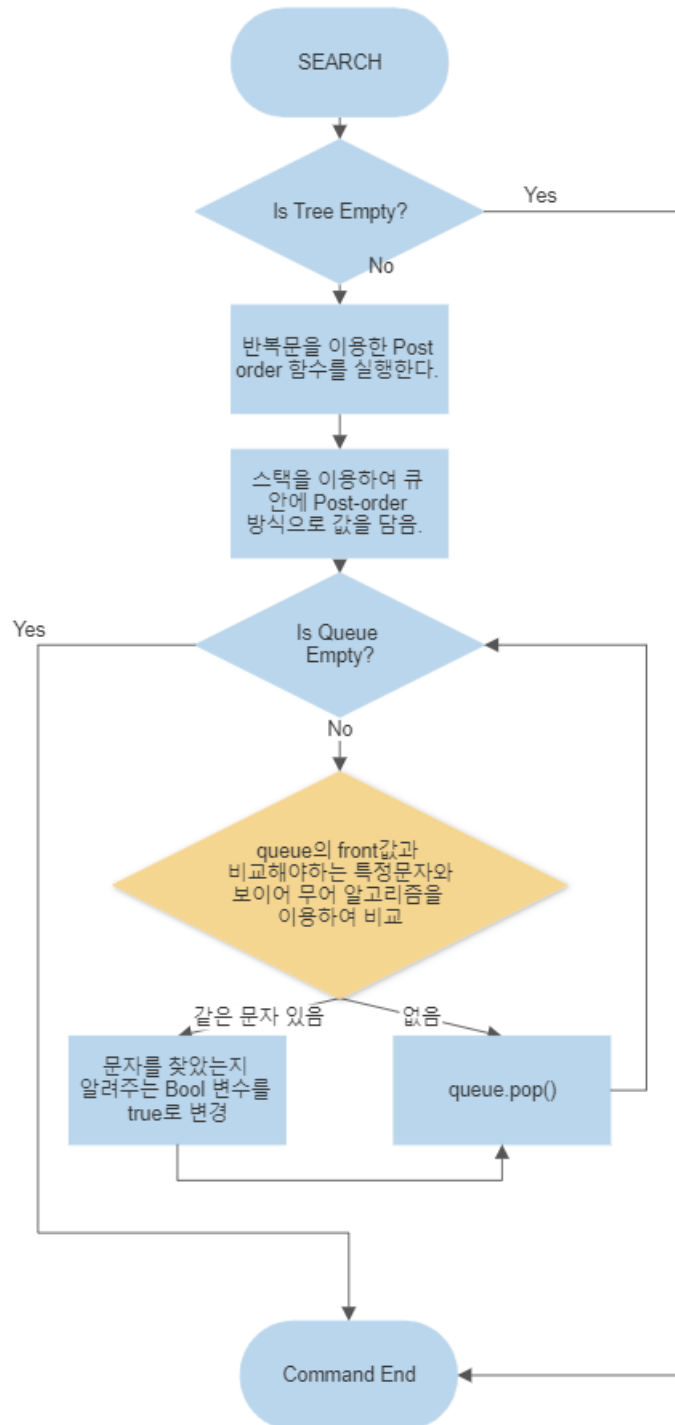 SEARCH
Is Tree Empty?
Yes
No
반복문을 이용한 Post
order 함수를 실행한다.
스택을 이용하여 큐
안에 Post-order
방식으로 값을 담음.
Yes
Is Queue
Empty?
No
queue의 front값과
비교해야하는 특정문자와
보이어 무어 알고리즘을
이용하여 비교
같은 문자 있음
없음
문자를 찾았는지
알려주는 Bool 변수를
true로 변경
queue.pop()
Command End